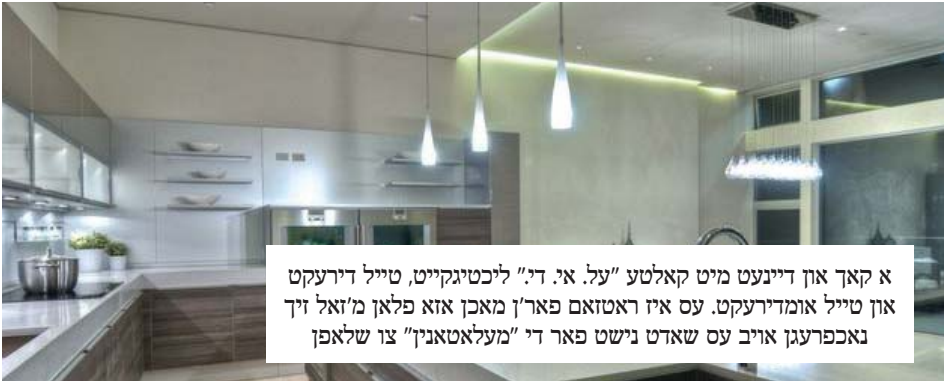 א קאך און דיינעט מיט קאלטע "על. אי. די." ליכטיגקייט, טייל דירעקט
און טייל אומדירעקט. עס איז ראטזאם פאר'ן מאכן אזא פלאן מ'זאל זיך
נאכפרעגן אויב עס שאדט נישט פאר די "מעלאטאנין" צו שלאפן